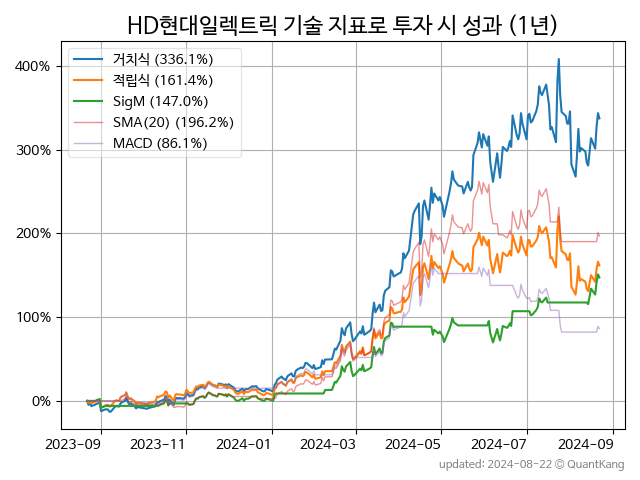 HD현대일렉트릭 기술 지표로 투자 시 성과 (1년)
400%
300%
200%
100%
0%
거치식 (336.1%)
적립식 (161.4%)
SigM (147.0%)
SMA(20) (196.2%)
MACD (86.1%)
2023-09 2023-11 2024-01 2024-03 2024-05 2024-07 2024-09
updated: 2024-08-22 © QuantKang